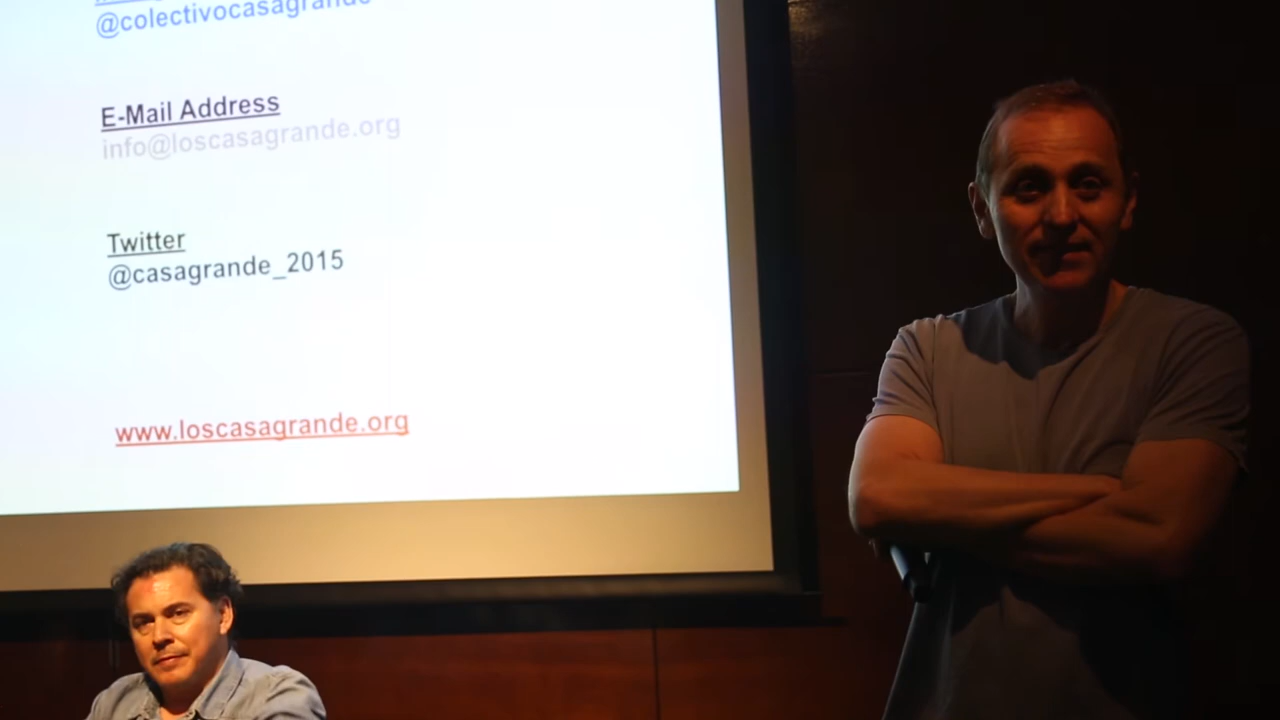 @colectivocasagrande
E-Mail Address
info@loscasagrande.org
Twitter
@casagrande_2015
www.loscasagrande.org